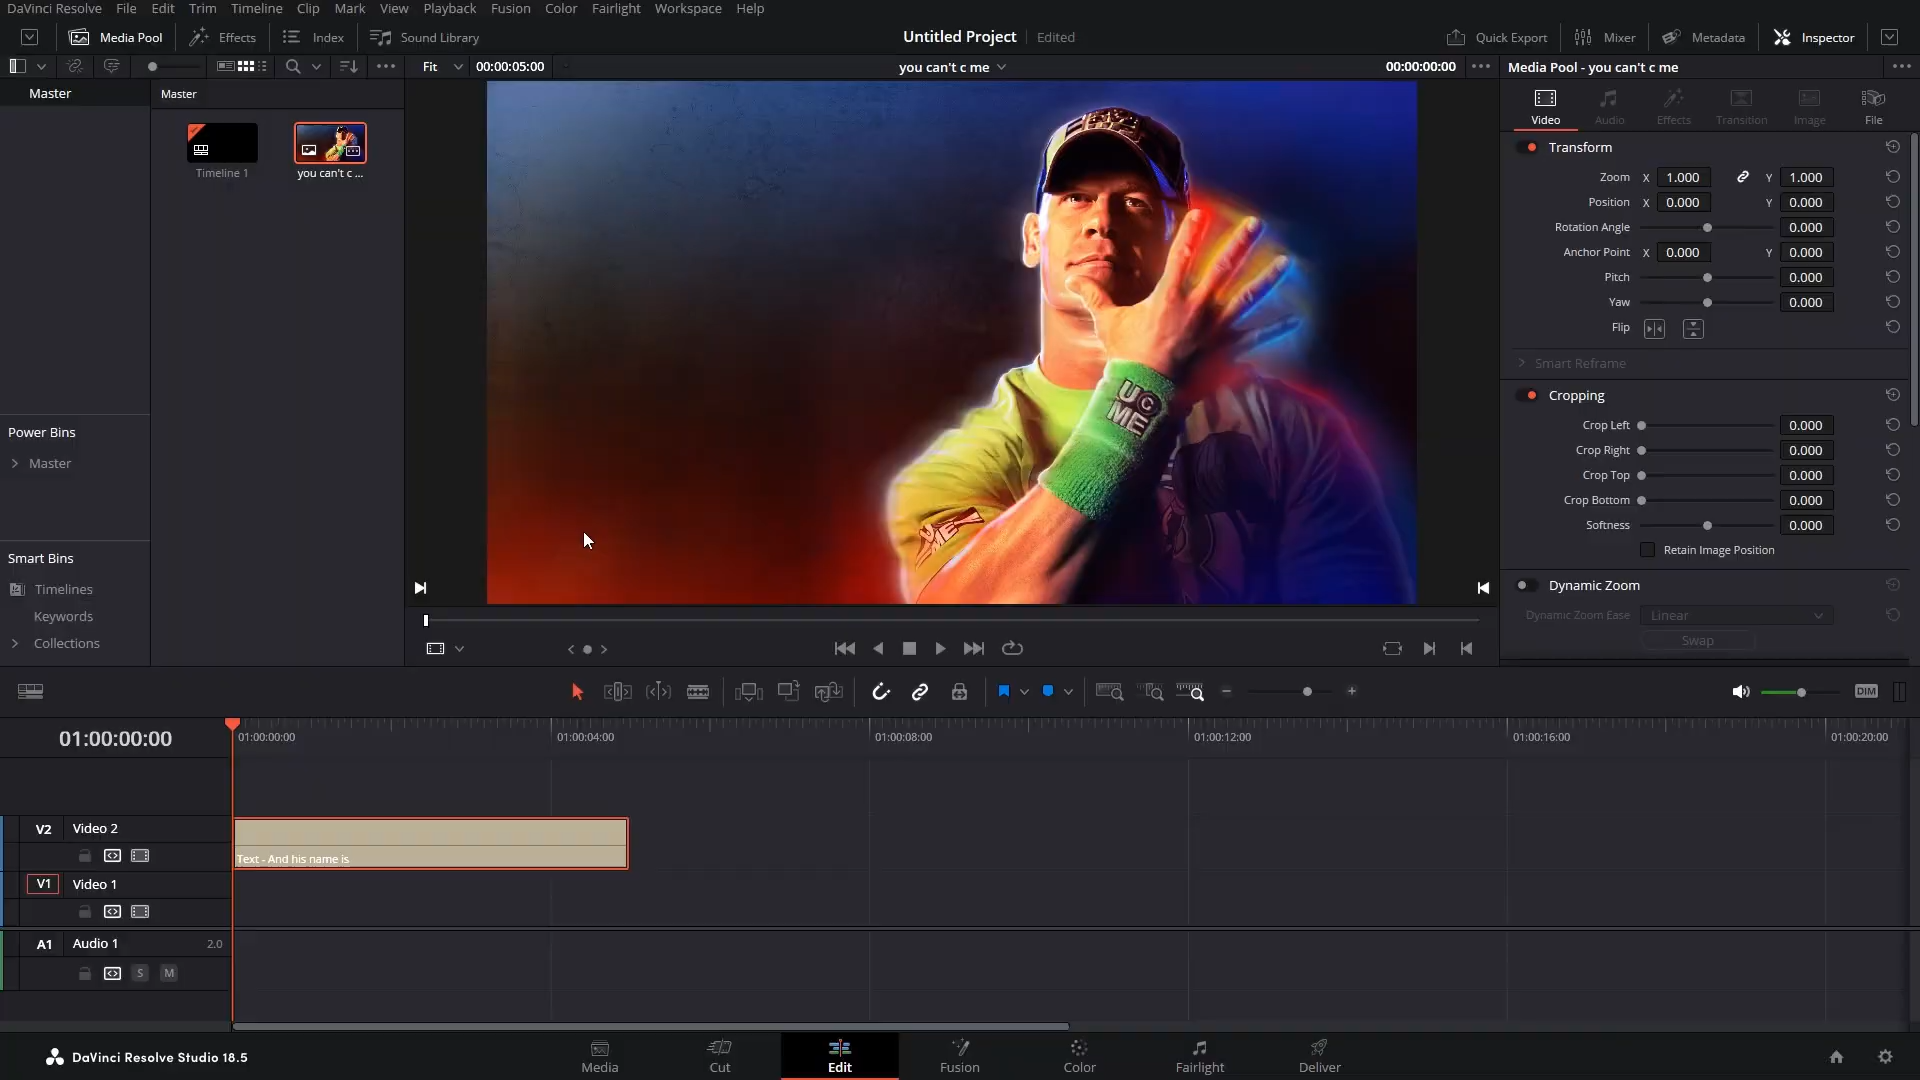 DaVinci Resolve File Edit Trim Timeline Clip Mark View Playback Fusion Color Fairlight Workspace Help
Media Pool Effects Index Sound Library Untitled Project Edited Quick Export Mixer Metadata Inspector
Fit 00:00:05:00 you can't c me 00:00:00:00 Media Pool - you can't c me
Master Master
Video Audio Effects Transition Image File
Timeline 1 you can't c ...
Transform
Zoom X 1.000 Y 1.000
Position X 0.000 Y 0.000
Rotation Angle 0.000
Anchor Point X 0.000 Y 0.000
Pitch 0.000
Yaw 0.000
Flip
Smart Reframe
Cropping
U C
ME
Crop Left 0.000
Crop Right 0.000
Crop Top 0.000
Crop Bottom 0.000
Softness 0.000
Retain Image Position
Power Bins
Master
Smart Bins
Timelines
Keywords
Collections
Dynamic Zoom
Dynamic Zoom Ease Linear
Swap
DIM
01:00:00:00 01:00:00:00 01:00:04:00 01:00:08:00 01:00:12:00 01:00:16:00 01:00:20:00
V2 Video 2
Text - And his name is
V1 Video 1
A1 Audio 1 2.0
S M
DaVinci Resolve Studio 18.5 Media Cut Edit Fusion Color Fairlight Deliver